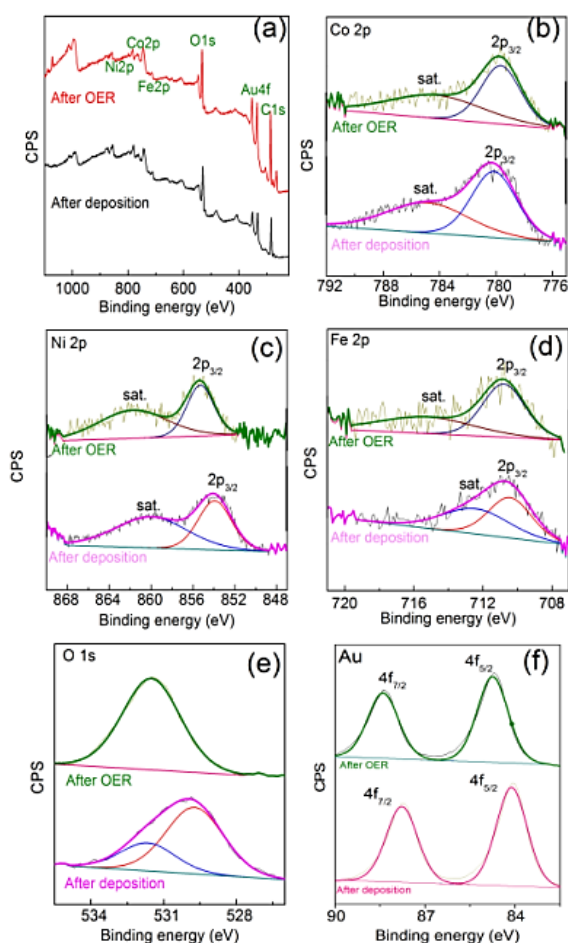 (a)
Co2p
O1s
Ni2p
Fe2p
Au4f
C1s
After OER
After deposition
CPS
1000 800 600 400
Binding energy (eV)
Co 2p
(b)
2p3/2
sat.
After OER
2p3/2
sat.
After deposition
CPS
792 788 784 780 776
Binding energy (eV)
Ni 2p
(c)
2p3/2
sat.
After OER
2p3/2
sat.
After deposition
CPS
868 864 860 856 852 848
Binding energy (eV)
Fe 2p
(d)
2p3/2
sat.
After OER
2p3/2
sat.
After deposition
CPS
720 716 712 708
Binding energy (eV)
O 1s
(e)
After OER
After deposition
CPS
534 531 528
Binding energy (eV)
Au
(f)
4f7/2
4f5/2
After OER
4f7/2
4f5/2
After deposition
CPS
90 87 84
Binding energy (eV)